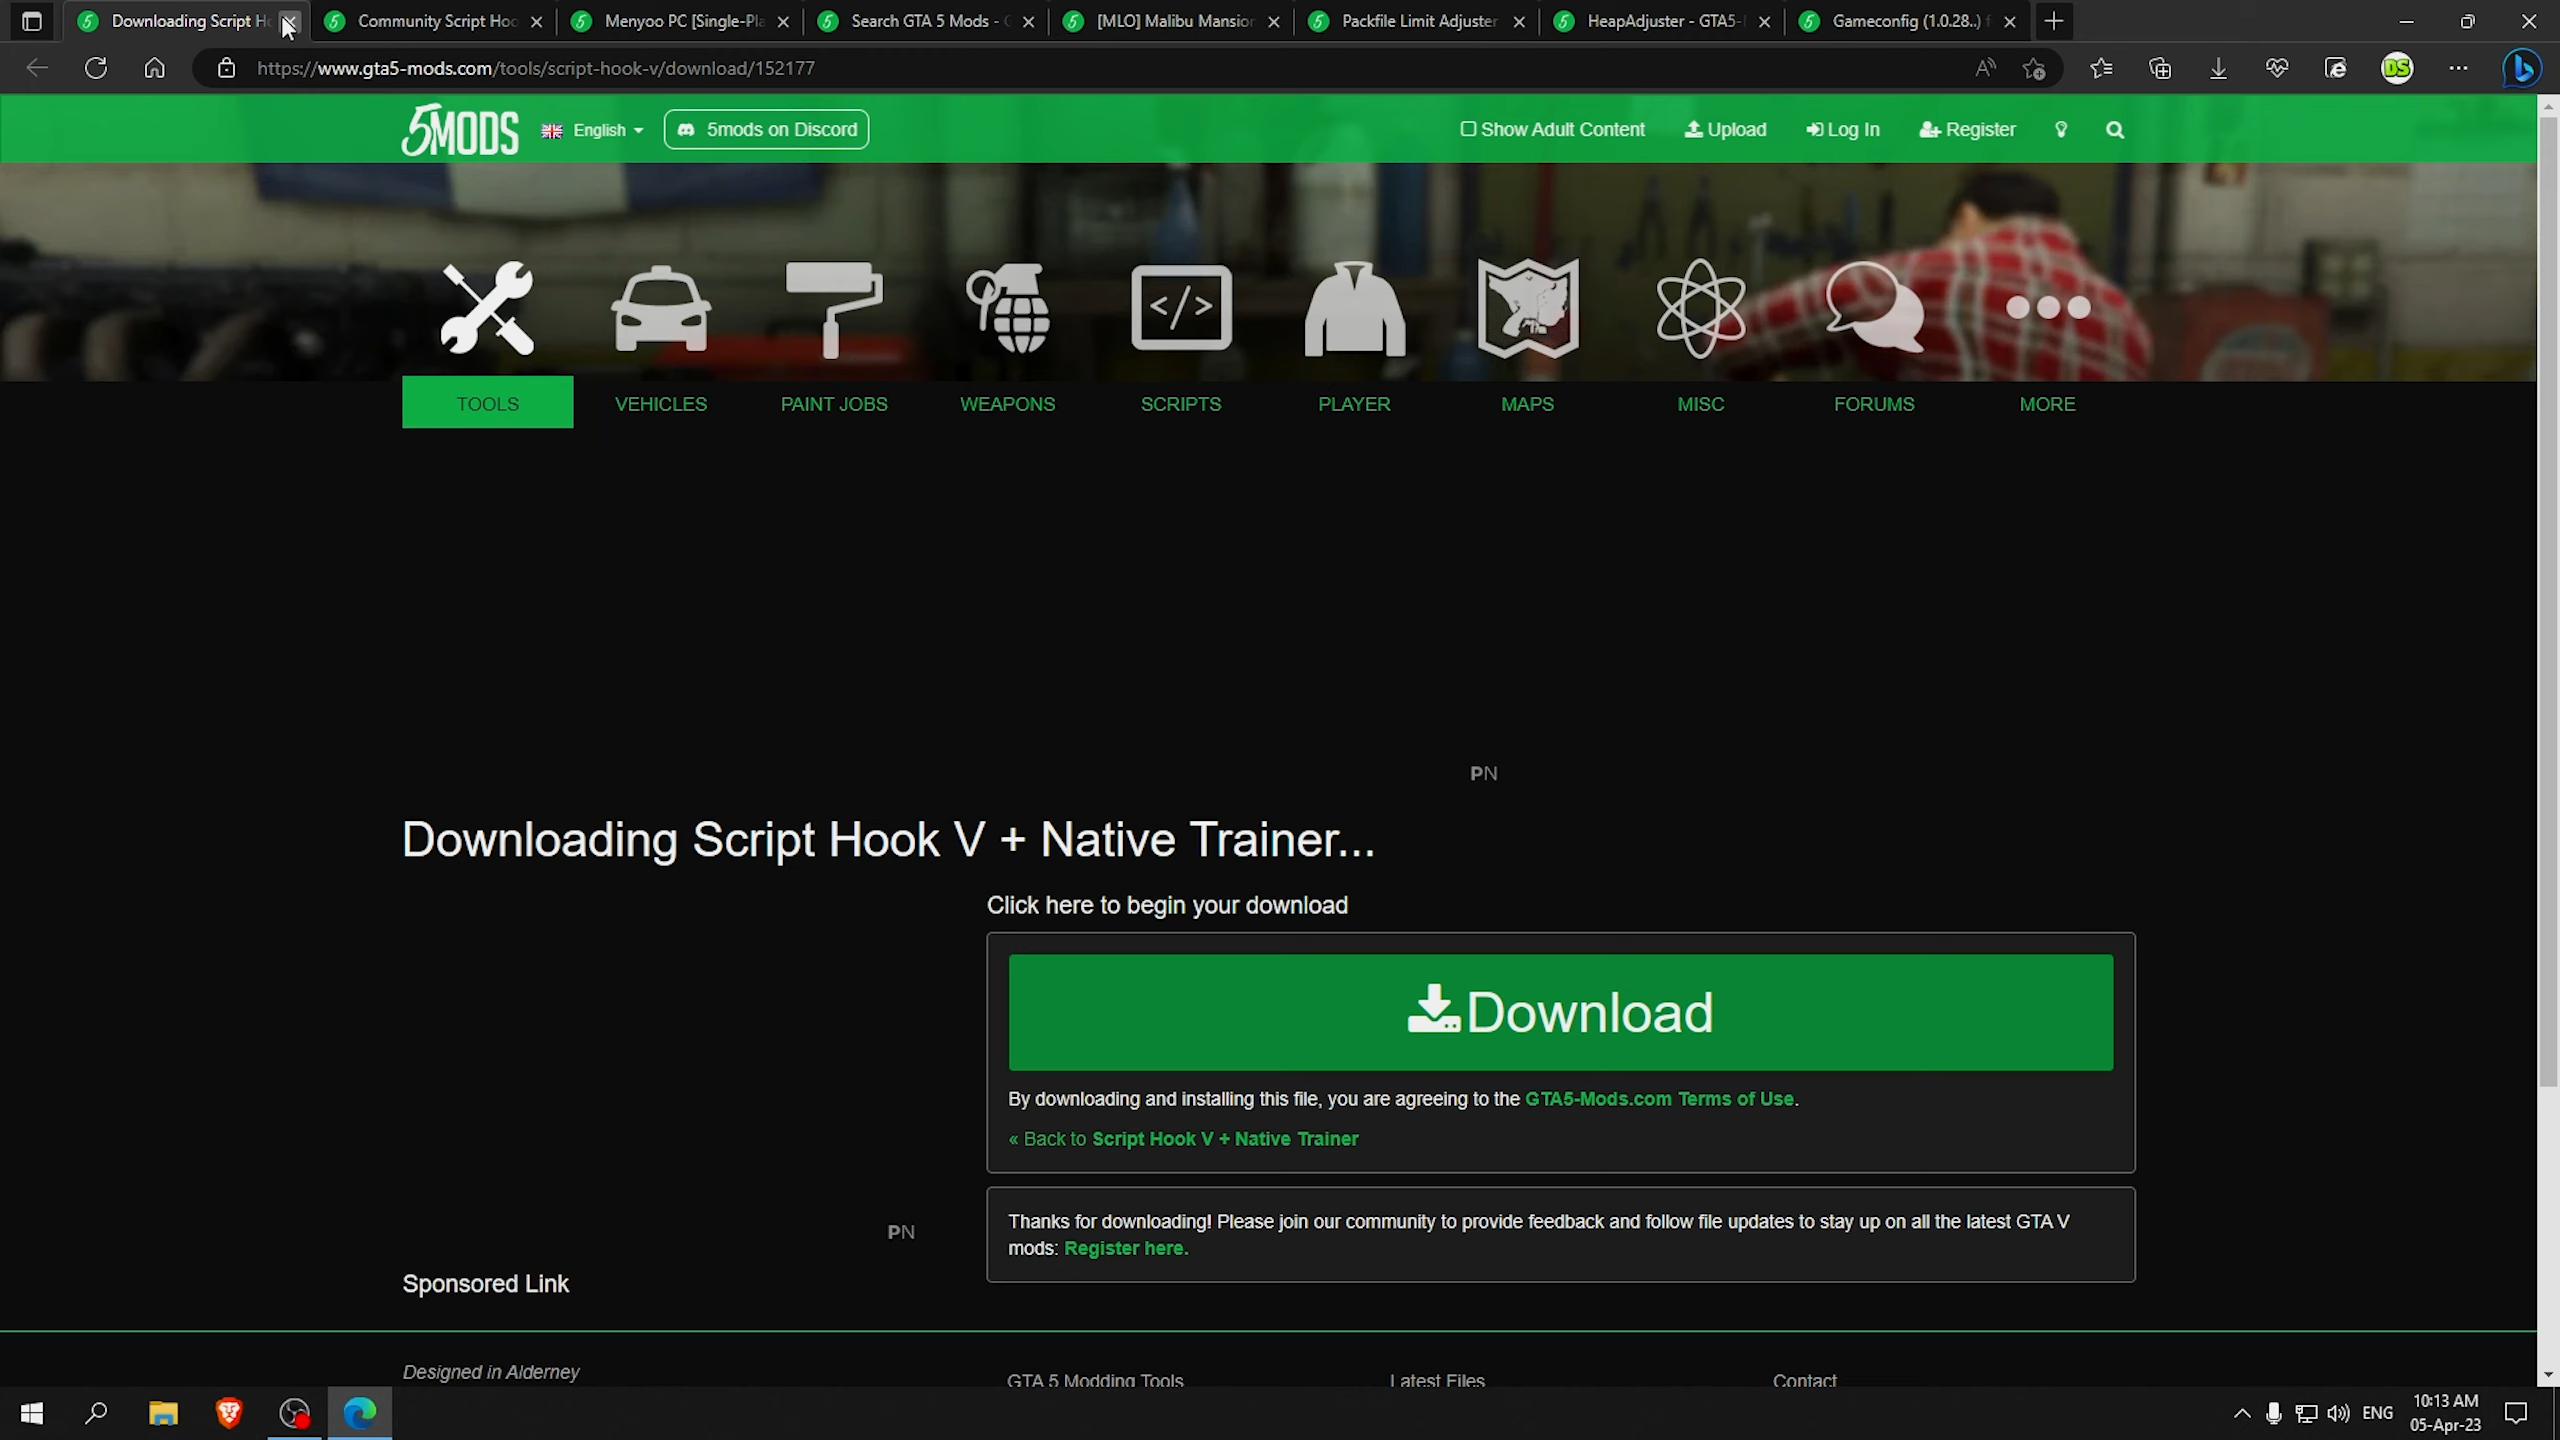 Downloading Script H
Community Script Hoo
Menyoo PC [Single-Pla
Search GTA 5 Mods -
[MLO] Malibu Mansion
Packfile Limit Adjuster
HeapAdjuster - GTA5-
Gameconfig (1.0.28..) f
https://www.gta5-mods.com/tools/script-hook-v/download/152177
DS
5MODS
English
5mods on Discord
Show Adult Content
Upload
Log In
Register
TOOLS
VEHICLES
PAINT JOBS
WEAPONS
SCRIPTS
PLAYER
MAPS
MISC
FORUMS
MORE
PN
Downloading Script Hook V + Native Trainer...
Click here to begin your download
Download
By downloading and installing this file, you are agreeing to the GTA5-Mods.com Terms of Use.
« Back to Script Hook V + Native Trainer
Thanks for downloading! Please join our community to provide feedback and follow file updates to stay up on all the latest GTA V
mods: Register here.
PN
Sponsored Link
Designed in Alderney
GTA 5 Modding Tools
Latest Files
Contact
ENG
10:13 AM
05-Apr-23